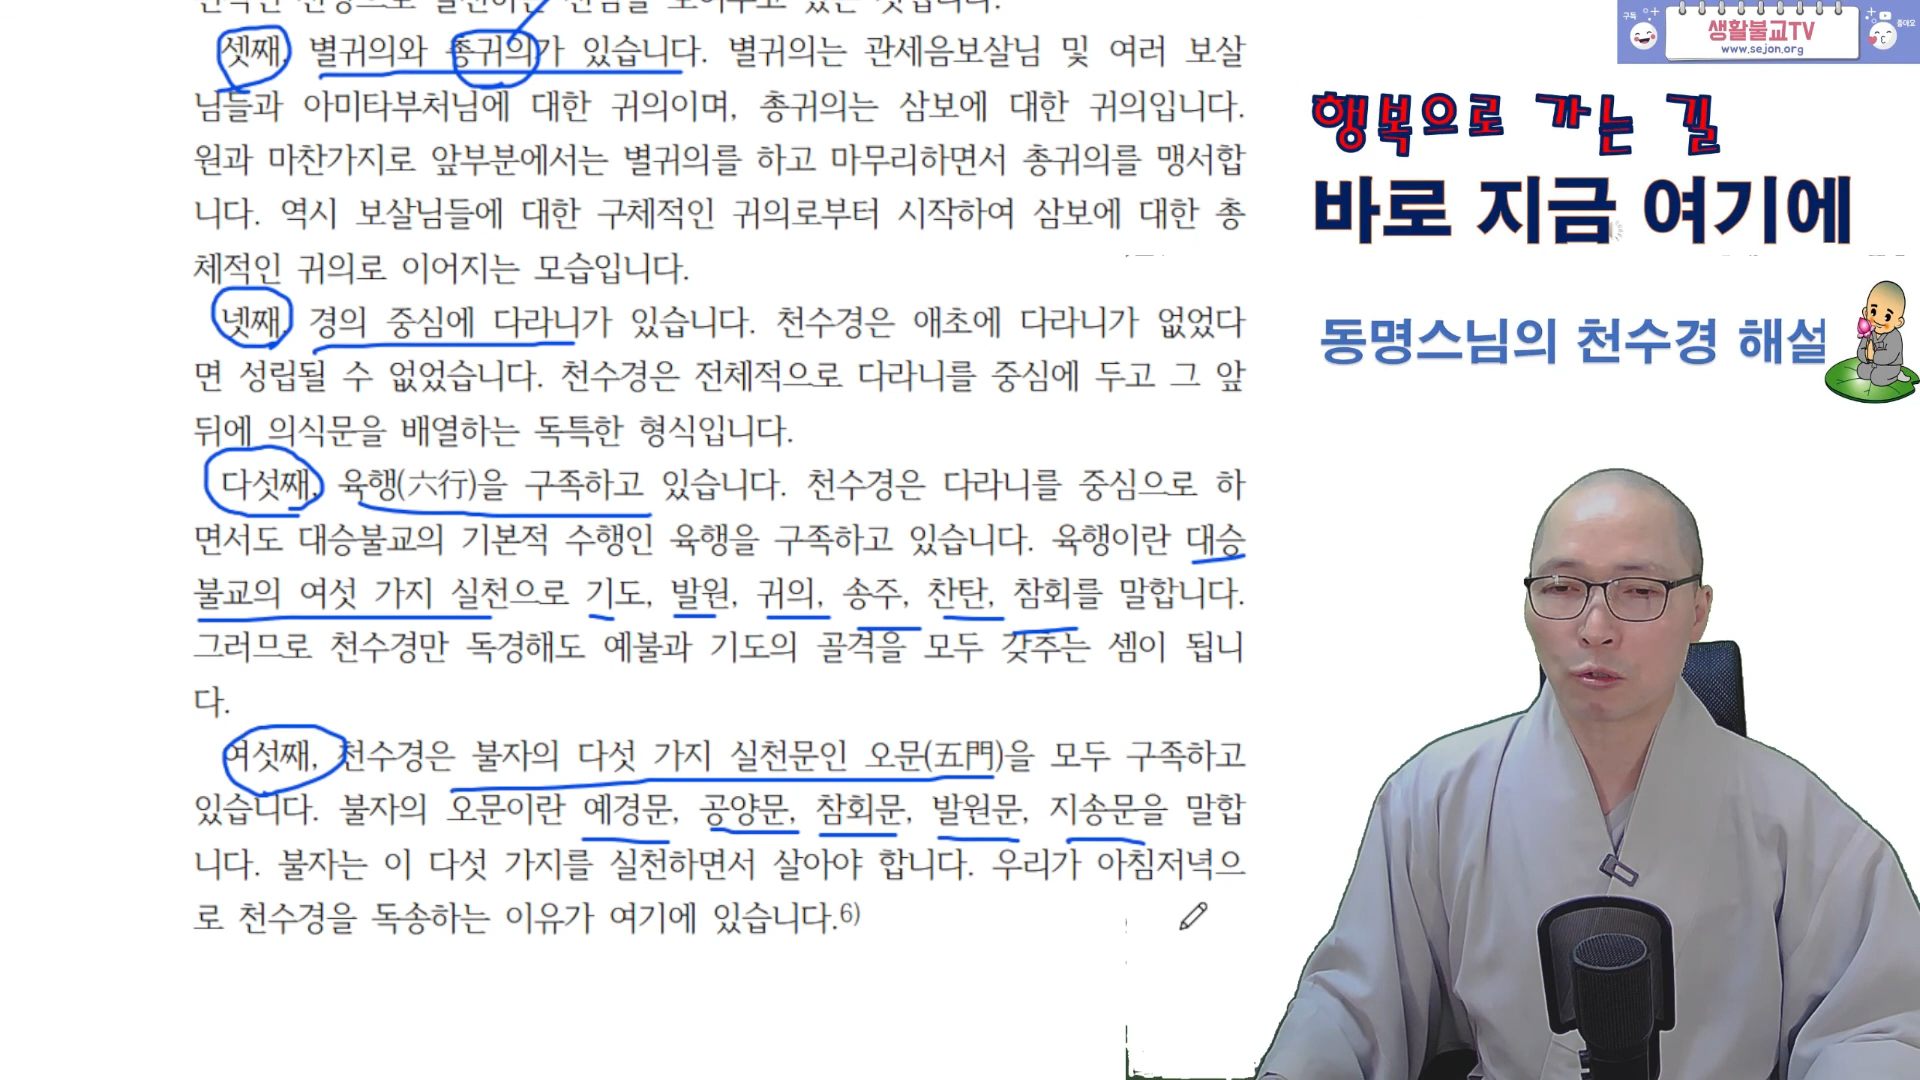 셋째, 별귀의와 총귀의가 있습니다. 별귀의는 관세음보살님 및 여러 보살
님들과 아미타부처님에 대한 귀의이며, 총귀의는 삼보에 대한 귀의입니다.
원과 마찬가지로 앞부분에서는 별귀의를 하고 마무리하면서 총귀의를 맹서합
니다. 역시 보살님들에 대한 구체적인 귀의로부터 시작하여 삼보에 대한 총
체적인 귀의로 이어지는 모습입니다.
넷째, 경의 중심에 다라니가 있습니다. 천수경은 애초에 다라니가 없었다
면 성립될 수 없었습니다. 천수경은 전체적으로 다라니를 중심에 두고 그 앞
뒤에 의식문을 배열하는 독특한 형식입니다.
다섯째, 육행(六行)을 구족하고 있습니다. 천수경은 다라니를 중심으로 하
면서도 대승불교의 기본적 수행인 육행을 구족하고 있습니다. 육행이란 대승
불교의 여섯 가지 실천으로 기도, 발원, 귀의, 송주, 찬탄, 참회를 말합니다.
그러므로 천수경만 독경해도 예불과 기도의 골격을 모두 갖추는 셈이 됩니
다.
여섯째, 천수경은 불자의 다섯 가지 실천문인 오문(五門)을 모두 구족하고
있습니다. 불자의 오문이란 예경문, 공양문, 참회문, 발원문, 지송문을 말합
니다. 불자는 이 다섯 가지를 실천하면서 살아야 합니다. 우리가 아침저녁으
로 천수경을 독송하는 이유가 여기에 있습니다.6)
구독
생활불교TV
www.sejon.org
좋아요
행복으로 가는 길
바로 지금 여기에
동명스님의 천수경 해설